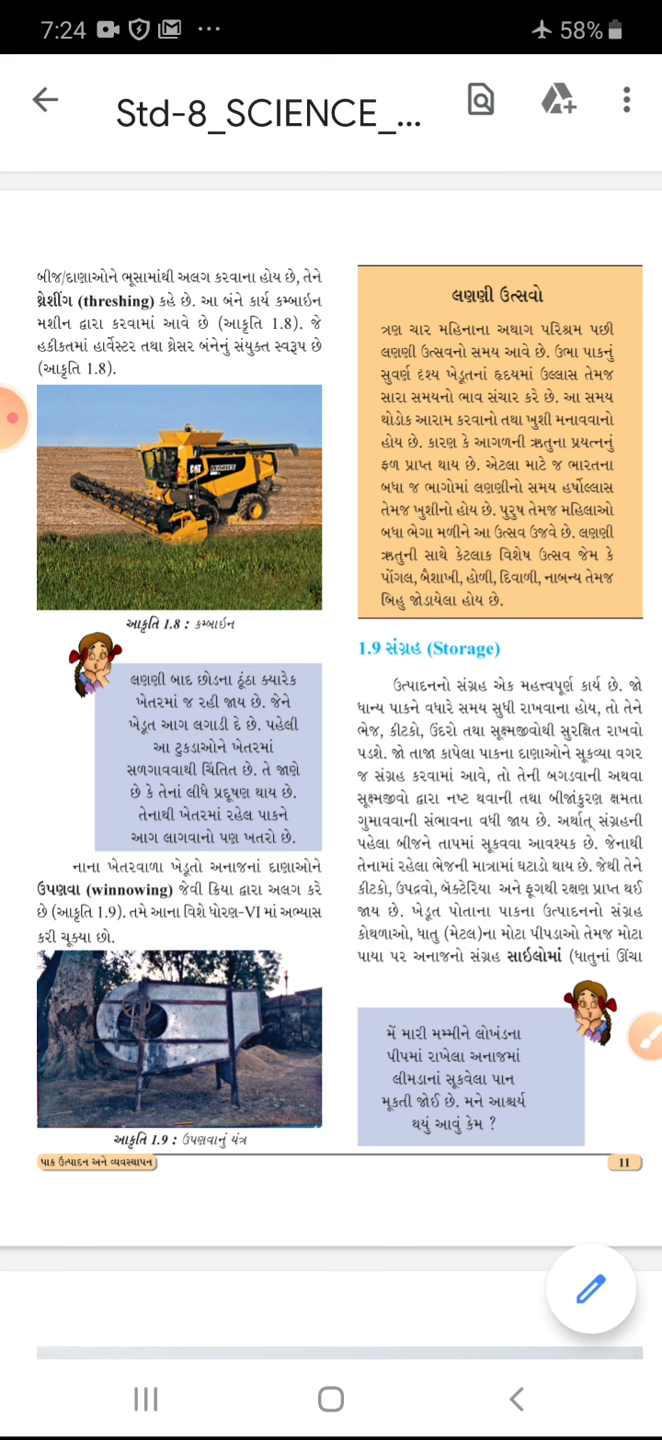 7:24
58%
Std-8_SCIENCE_...
બીજ/દાણાઓને ભૂસામાંથી અલગ કરવાના હોય છે, તેને
થ્રેશીંગ (threshing) કહે છે. આ બંને કાર્ય કમ્બાઇન
મશીન દ્વારા કરવામાં આવે છે (આકૃતિ 1.8). જે
હકીકતમાં હાર્વેસ્ટર તથા થ્રેસર બંનેનું સંયુક્ત સ્વરૂપ છે
(આકૃતિ 1.8).
CAT
આકૃતિ 1.8 : કમ્બાઇન
લણણી બાદ છોડના ઠૂંઠા ક્યારેક
ખેતરમાં જ રહી જાય છે. જેને
ખેડૂત આગ લગાડી દે છે. પહેલી
આ ટુકડાઓને ખેતરમાં
સળગાવવાથી ચિંતિત છે. તે જાણે
છે કે તેનાં લીધે પ્રદૂષણ થાય છે.
તેનાથી ખેતરમાં રહેલ પાકને
આગ લાગવાનો પણ ખતરો છે.
નાના ખેતરવાળા ખેડૂતો અનાજનાં દાણાઓને
ઉપણવા (winnowing) જેવી ક્રિયા દ્વારા અલગ કરે
છે (આકૃતિ 1.9). તમે આના વિશે ધોરણ-VI માં અભ્યાસ
કરી ચૂક્યા છો.
આકૃતિ 1.9 : ઉપણવાનું યંત્ર
લણણી ઉત્સવો
ત્રણ ચાર મહિનાના અથાગ પરિશ્રમ પછી
લણણી ઉત્સવનો સમય આવે છે. ઉભા પાકનું
સુવર્ણ દૃશ્ય ખેડૂતનાં હૃદયમાં ઉલ્લાસ તેમજ
સારા સમયનો ભાવ સંચાર કરે છે. આ સમય
થોડોક આરામ કરવાનો તથા ખુશી મનાવવાનો
હોય છે. કારણ કે આગળની ઋતુના પ્રયત્નનું
ફળ પ્રાપ્ત થાય છે. એટલા માટે જ ભારતના
બધા જ ભાગોમાં લણણીનો સમય હર્ષોલ્લાસ
તેમજ ખુશીનો હોય છે. પુરુષ તેમજ મહિલાઓ
બધા ભેગા મળીને આ ઉત્સવ ઉજવે છે. લણણી
ઋતુની સાથે કેટલાક વિશેષ ઉત્સવ જેમ કે
પોંગલ, બૈશાખી, હોળી, દિવાળી, નાબન્ય તેમજ
બિહુ જોડાયેલા હોય છે.
1.9 સંગ્રહ (Storage)
ઉત્પાદનનો સંગ્રહ એક મહત્ત્વપૂર્ણ કાર્ય છે. જો
ધાન્ય પાકને વધારે સમય સુધી રાખવાના હોય, તો તેને
ભેજ, કીટકો, ઉંદરો તથા સૂક્ષ્મજીવોથી સુરક્ષિત રાખવો
પડશે. જો તાજા કાપેલા પાકના દાણાઓને સૂકવ્યા વગર
જ સંગ્રહ કરવામાં આવે, તો તેની બગડવાની અથવા
સૂક્ષ્મજીવો દ્વારા નષ્ટ થવાની તથા બીજાંકુરણ ક્ષમતા
ગુમાવવાની સંભાવના વધી જાય છે. અર્થાત્ સંગ્રહની
પહેલા બીજને તાપમાં સૂકવવા આવશ્યક છે. જેનાથી
તેનામાં રહેલા ભેજની માત્રામાં ઘટાડો થાય છે. જેથી તેને
કીટકો, ઉપદ્રવો, બેક્ટેરિયા અને ફૂગથી રક્ષણ પ્રાપ્ત થઈ
જાય છે. ખેડૂત પોતાના પાકના ઉત્પાદનનો સંગ્રહ
કોથળાઓ, ધાતુ (મેટલ)ના મોટા પીપડાઓ તેમજ મોટા
પાયા પર અનાજનો સંગ્રહ સાઇલોમાં (ધાતુનાં ઊંચા
મેં મારી મમ્મીને લોખંડના
પીપમાં રાખેલા અનાજમાં
લીમડાનાં સૂકવેલા પાન
મૂકતી જોઈ છે. મને આશ્ચર્ય
થયું આવું કેમ ?
પાક ઉત્પાદન અને વ્યવસ્થાપન
11